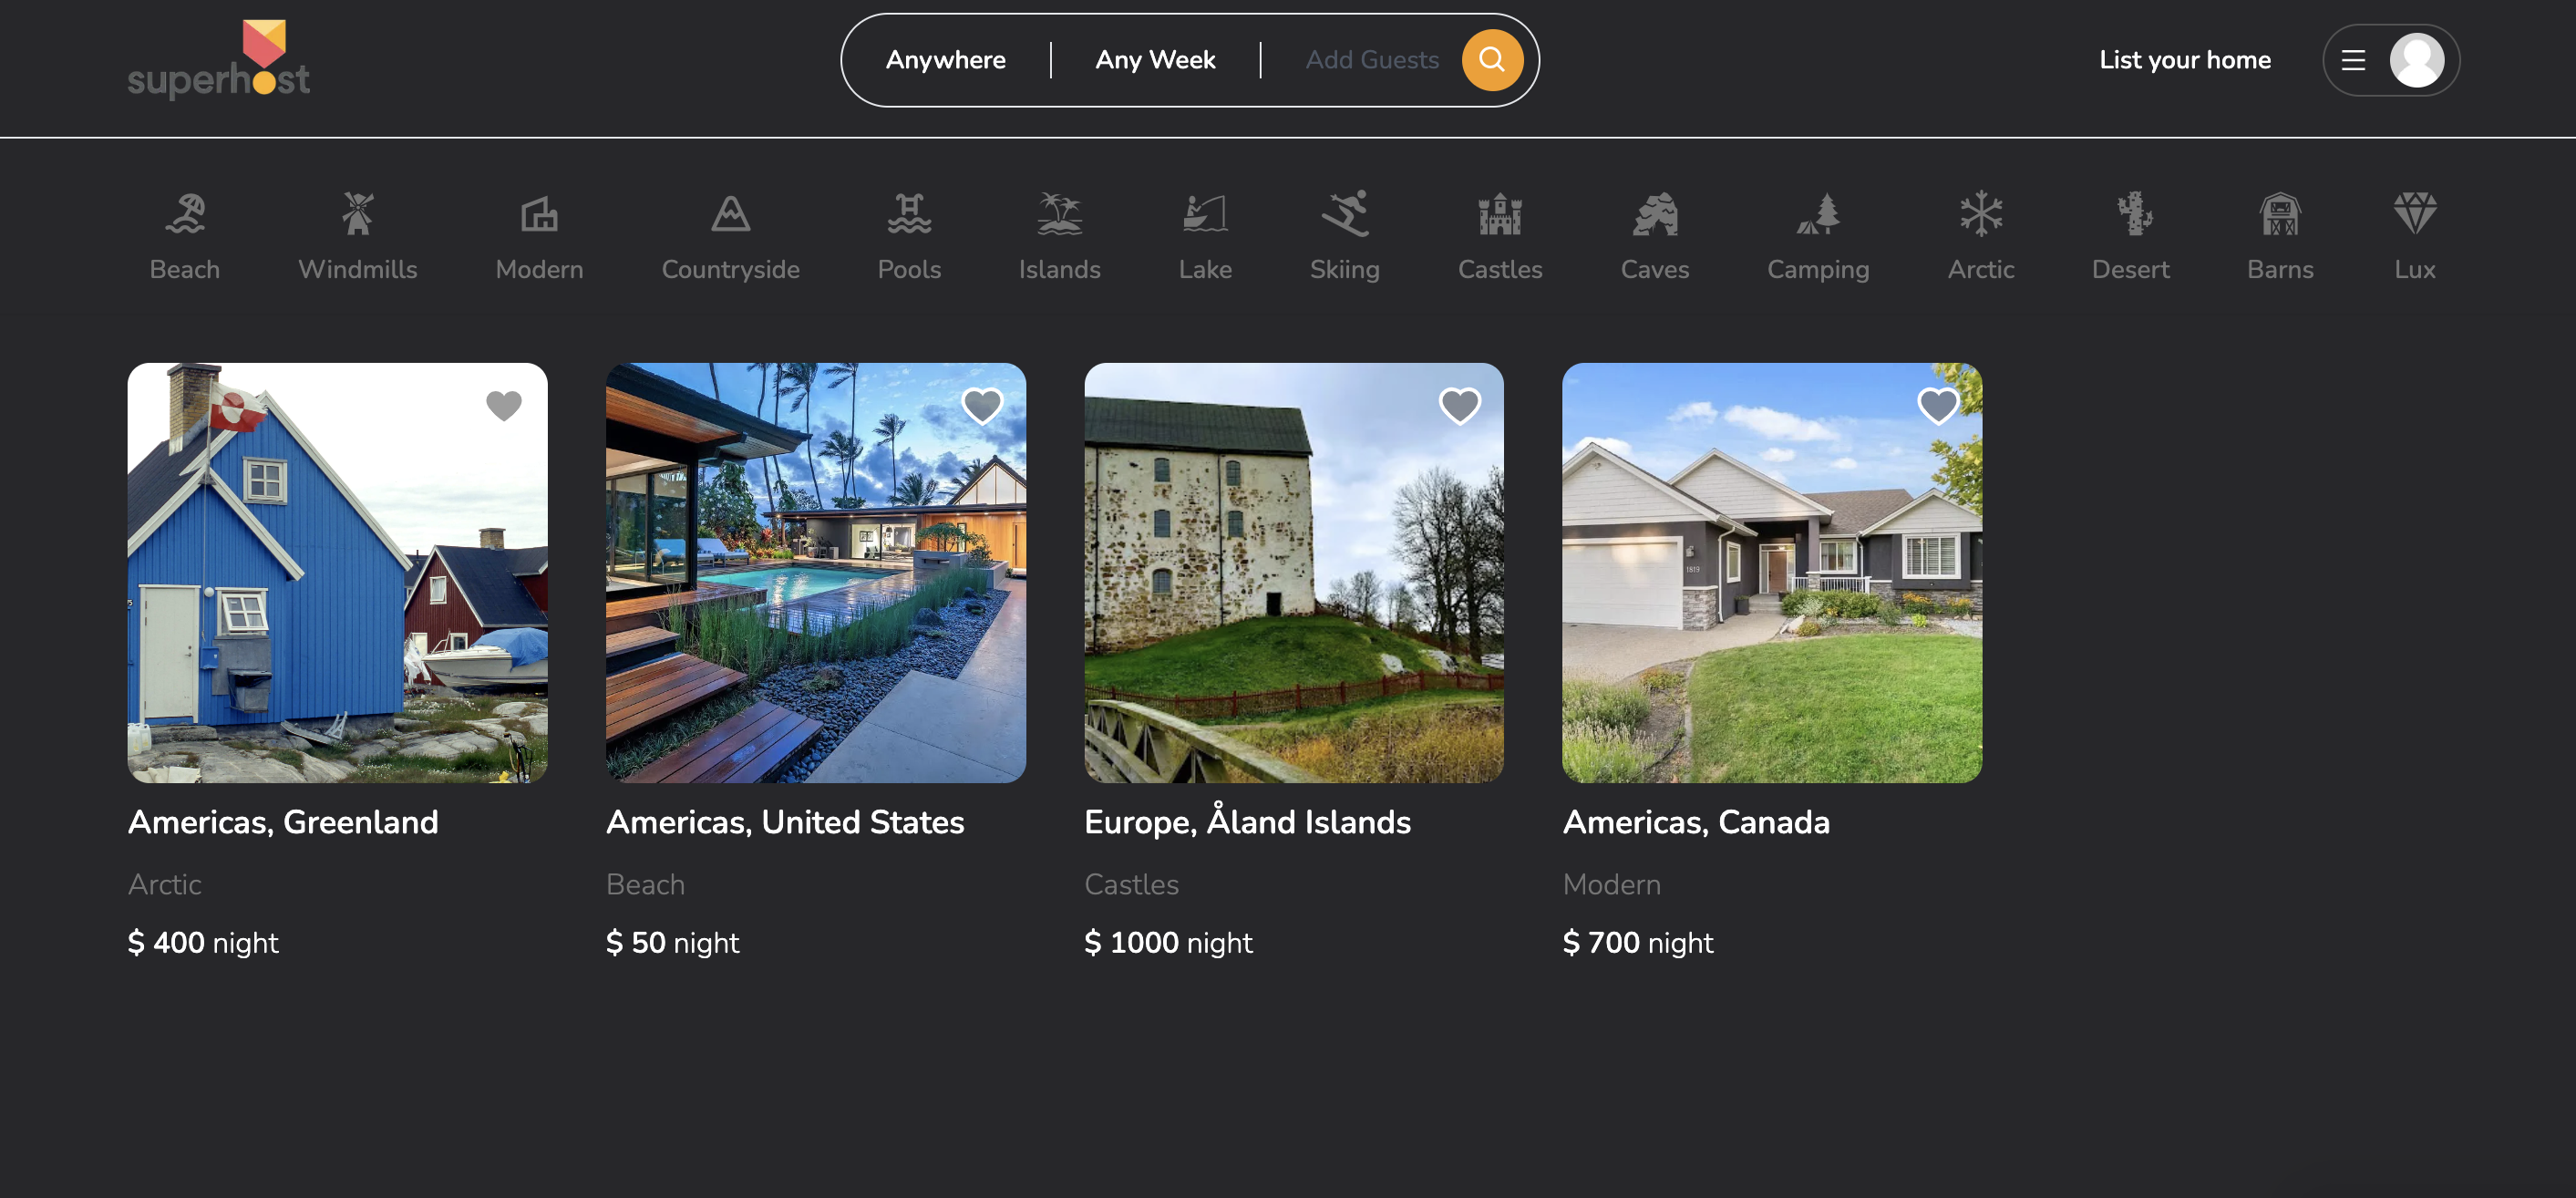 superhost
Anywhere
Any Week
Add Guests
List your home
Beach
Windmills
Modern
Countryside
Pools
Islands
Lake
Skiing
Castles
Caves
Camping
Arctic
Desert
Barns
Lux
1819
Americas, Greenland
Arctic
$ 400 night
Americas, United States
Beach
$ 50 night
Europe, Åland Islands
Castles
$ 1000 night
Americas, Canada
Modern
$ 700 night